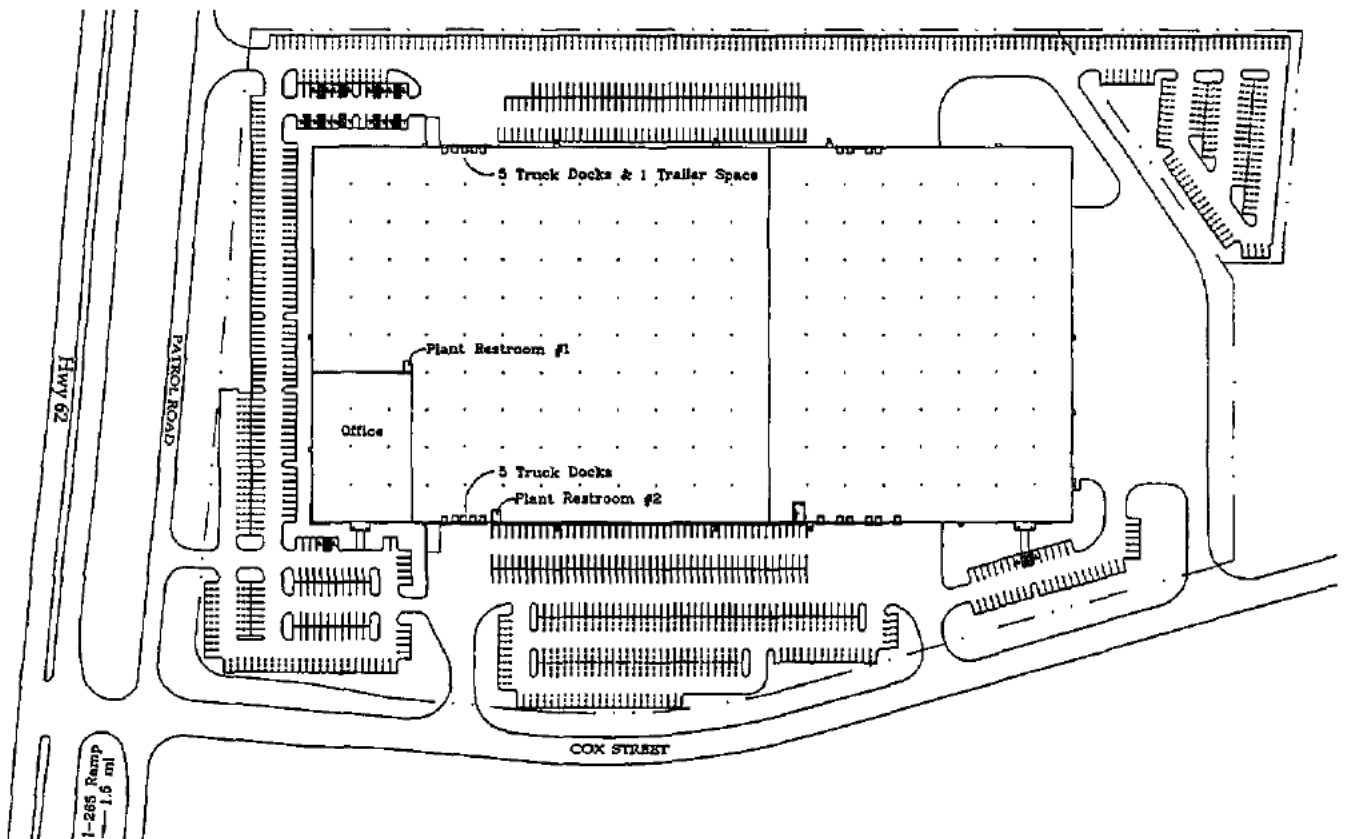 5 Truck Docks & 1 Trailer Space
Plant Restroom #1
Hwy 62
PATROL ROAD
Office
5 Truck Docks
Plant Restroom #2
COX STREET
I-265 Ramp
1.5 mi